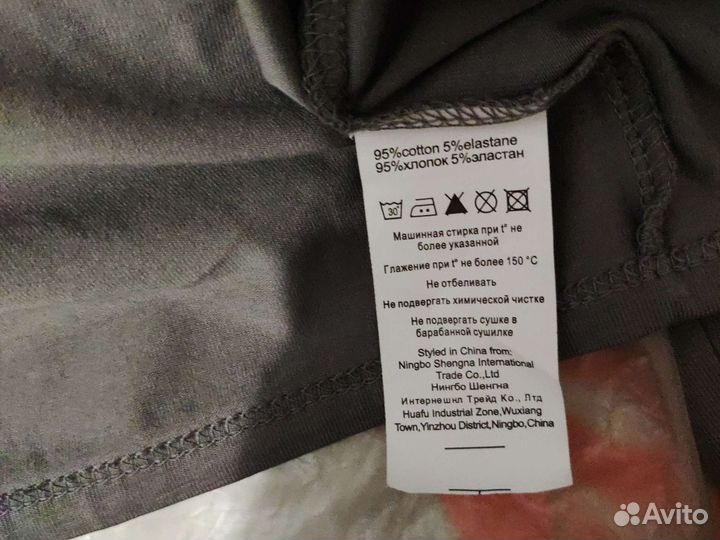 95%cotton 5%elastane
95%хлопок 5%эластан
30°
Машинная стирка при t° не
более указанной
Глажение при t° не более 150 °C
Не отбеливать
Не подвергать химической чистке
Не подвергать сушке в
барабанной сушилке
Styled in China from:
Ningbo Shengna International
Trade Co.,Ltd
Нингбо Шенгна
Интернешнл Трейд Ко., Лтд
Huafu Industrial Zone,Wuxiang
Town,Yinzhou District,Ningbo,China
Avito